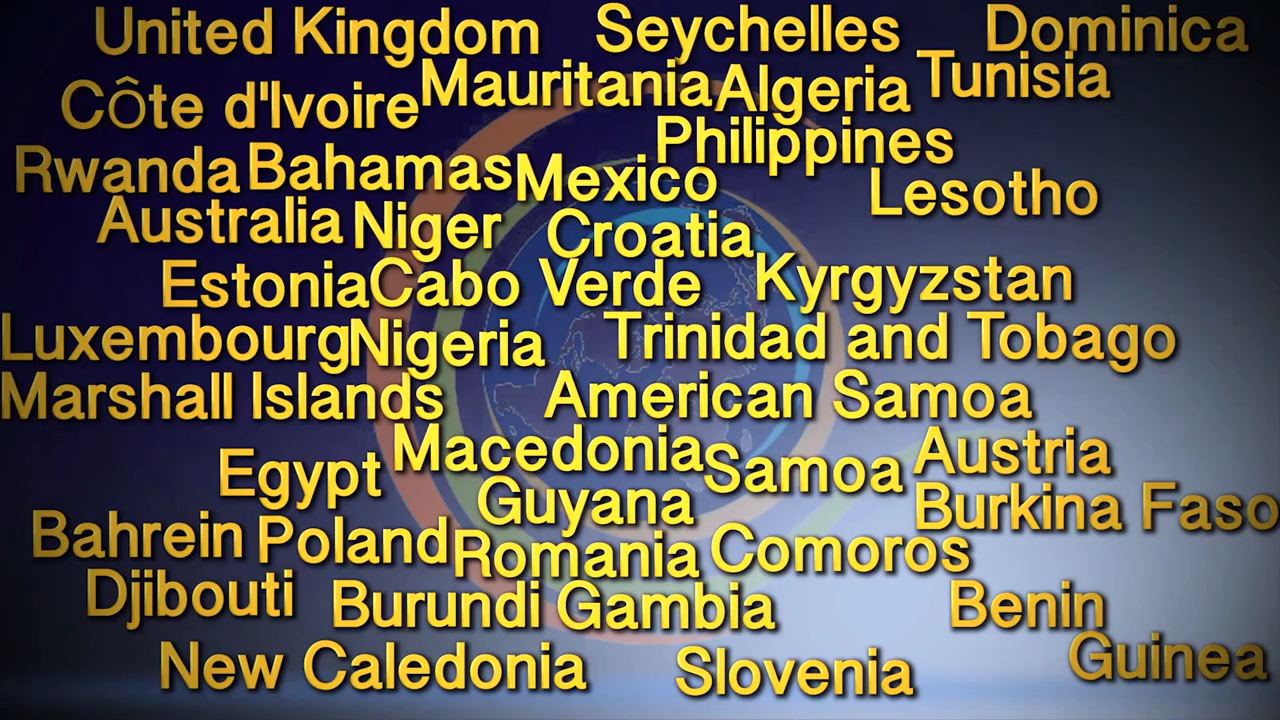 United Kingdom Seychelles Dominica
Côte d'Ivoire Mauritania Algeria Tunisia
Philippines
Rwanda Bahamas Mexico Lesotho
Australia Niger Croatia
Estonia Cabo Verde Kyrgyzstan
Luxembourg Nigeria Trinidad and Tobago
Marshall Islands American Samoa
Egypt Macedonia Samoa Austria
Guyana Burkina Faso
Bahrein Poland Romania Comoros
Djibouti Burundi Gambia Benin
New Caledonia Slovenia Guinea